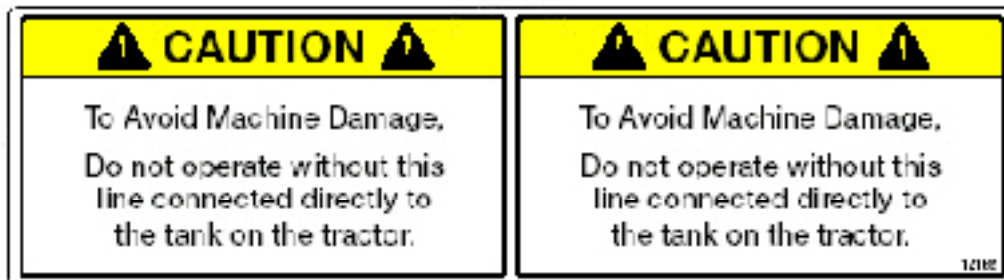 CAUTION
To Avoid Machine Damage,
Do not operate without this
line connected directly to
the tank on the tractor.
CAUTION
To Avoid Machine Damage,
Do not operate without this
line connected directly to
the tank on the tractor.